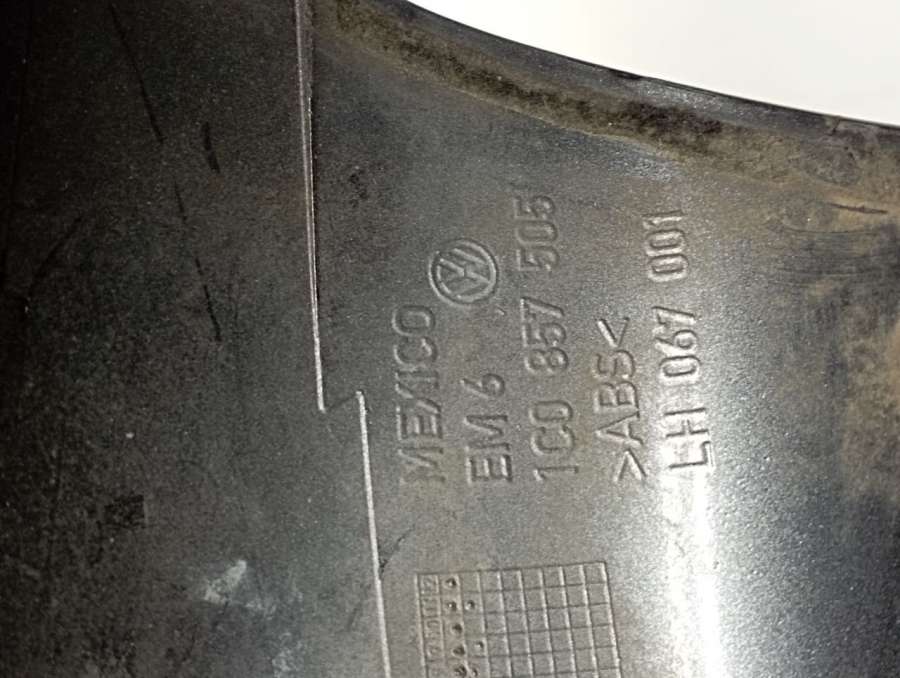 MEXICO
EM 6
1C0 857 505
>ABS<
LH 067 001